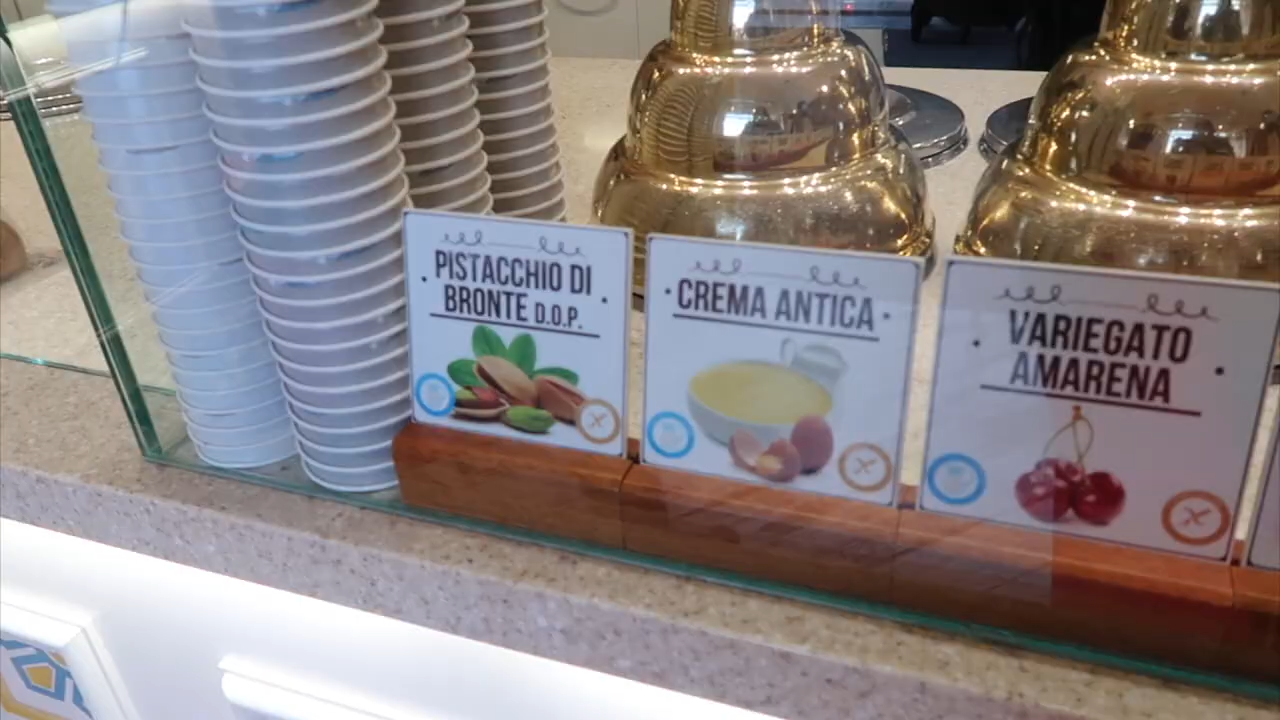 PISTACCHIO DI
BRONTE D.O.P.
CREMA ANTICA
VARIEGATO
AMARENA